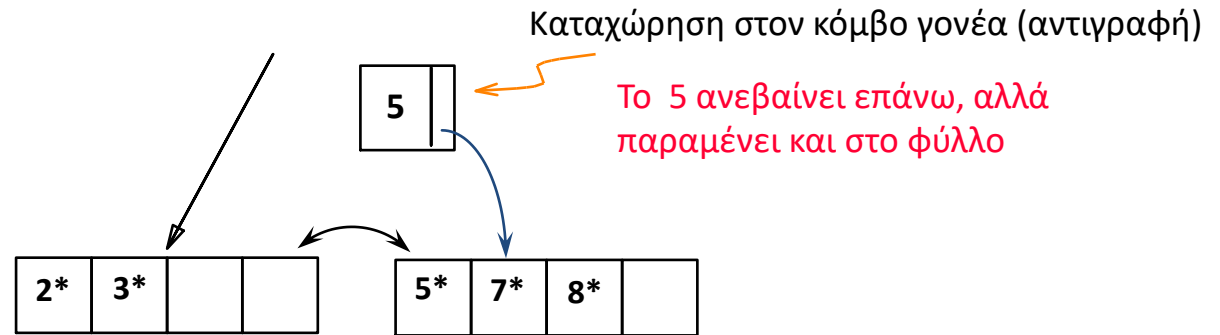 Καταχώρηση στον κόμβο γονέα (αντιγραφή)
5
Το 5 ανεβαίνει επάνω, αλλά
παραμένει και στο φύλλο
2* 3* 5* 7* 8*